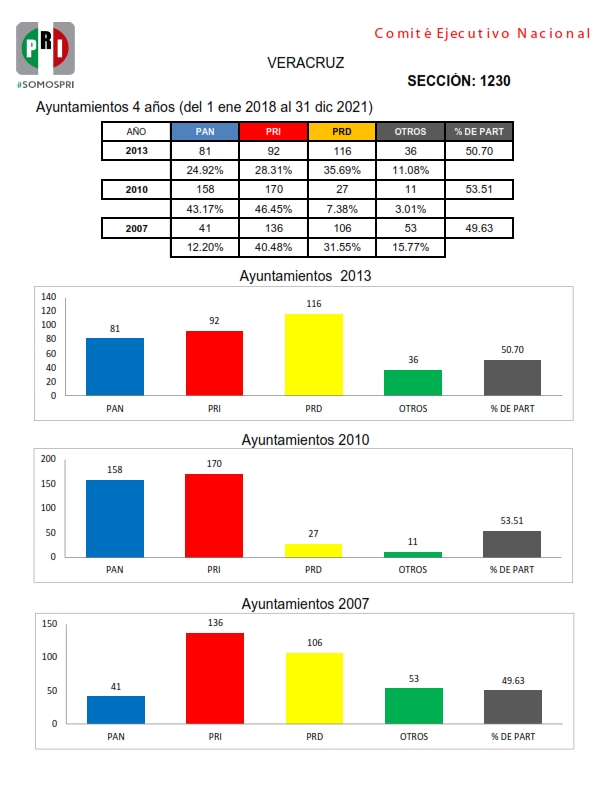 PRI
Comité Ejecutivo Nacional
#SOMOSPRI
VERACRUZ
SECCIÓN: 1230
Ayuntamientos 4 años (del 1 ene 2018 al 31 dic 2021)
AÑO PAN PRI PRD OTROS % DE PART
2013 81 92 116 36 50.70
24.92% 28.31% 35.69% 11.08%
2010 158 170 27 11 53.51
43.17% 46.45% 7.38% 3.01%
2007 41 136 106 53 49.63
12.20% 40.48% 31.55% 15.77%
Ayuntamientos 2013
140
120
100
80
60
40
20
0
81 92 116 36 50.70
PAN PRI PRD OTROS % DE PART
Ayuntamientos 2010
200
150
100
50
0
158 170 27 11 53.51
PAN PRI PRD OTROS % DE PART
Ayuntamientos 2007
150
100
50
0
41 136 106 53 49.63
PAN PRI PRD OTROS % DE PART